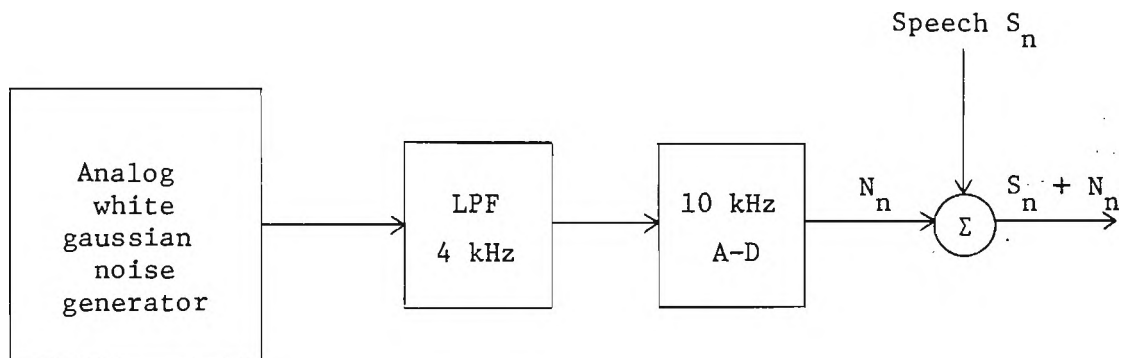 Speech S_n
Analog
white
gaussian
noise
generator
LPF
4 kHz
10 kHz
A-D
N_n
Σ
S_n + N_n